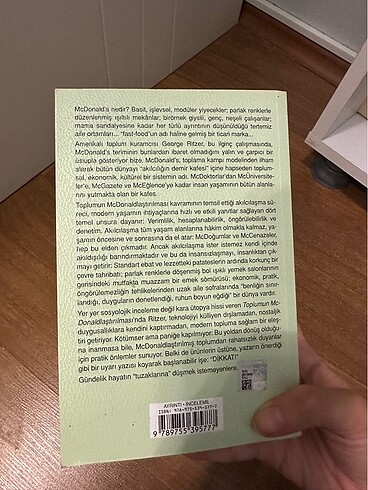 McDonald's nedir? Basit, işlevsel, modüler yiyecekler; parlak renklerle
düzenlenmiş ışıltılı mekânlar; birörnek giysili, genç, neşeli çalışanlar;
mama sandalyesine kadar her türlü ayrıntının düşünüldüğü tertemiz
aile ortamları... "fast-food'un adı haline gelmiş bir ticari marka...
Amerikalı toplum kuramcısı George Ritzer, bu ilginç çalışmasında,
McDonald's teriminin bunlardan ibaret olmadığını yalın ve çarpıcı bir
üslupla gösteriyor bize. McDonald's, toplama kampı modelinden ilham
alarak bütün dünyayı "akılcılığın demir kafesi" içine hapseden toplum-
sal, ekonomik, kültürel bir sistemin adı. McDoktorlar'dan McÜniversite-
ler'e, McGazete ve McEğlence'ye kadar insan yaşamının bütün alanla-
rını yutmakta olan bir kafes.
Toplumun McDonaldlaştırılması kavramının temsil ettiği akılcılaşma sü-
reci, modern yaşamın ihtiyaçlarına hızlı ve etkili yanıtlar sağlayan dört
temel unsura dayanır: Verimlilik, hesaplanabilirlik, öngörülebilirlik ve
denetim. Akılcılaşma tüm yaşam alanlarına hâkim olmakla kalmaz, ya-
şamın öncesine ve sonrasına da el atar: McDoğumlar ve McCenazeler,
hep bu elden çıkmadır. Ancak akılcılaşma ister istemez kendi içinde
akıldışılığı barındırmaktadır ve bu da insansızlaşmayı, insanlıktan çık-
mayı getirir: Standart ebat ve lezzetteki patateslerin ardında korkunç bir
çevre tahribatı; parlak renklerle döşenmiş bol ışıklı yemek salonlarının
gerisindeki mutfakta muazzam bir emek sömürüsü; ekonomik, pratik,
öngörülemezliğin tehlikelerinden uzak aile sofralarında "benliğin sınır-
landığı, duyguların denetlendiği, ruhun boyun eğdiği" bir dünya vardır.
Yer yer sosyolojik inceleme değil kara ütopya hissi veren Toplumun Mc-
Donaldlaştırılması'nda Ritzer, teknolojiyi külliyen dışlamadan, nostaljik
duygusallıklara kendini kaptırmadan, modern topluma sağlam bir eleş-
tiri getiriyor. Kötümser ama paniğe kapılmıyor: Bu yoldan dönüş olduğu-
na inanmasa bile, McDonaldlaştırılmış toplumdan rahatsızlık duyanlar
için pratik önlemler sunuyor. Belki de ürünlerin üstüne, yazarın önerdiği
gibi bir uyarı yazısı koyarak başlanabilir işe: "DİKKAT!"
Gündelik hayatın "tuzaklarına" düşmek istemeyenlere.
AYRINTI • İNCELEME
ISBN: 978-975-539-577-7
9 789755 395777